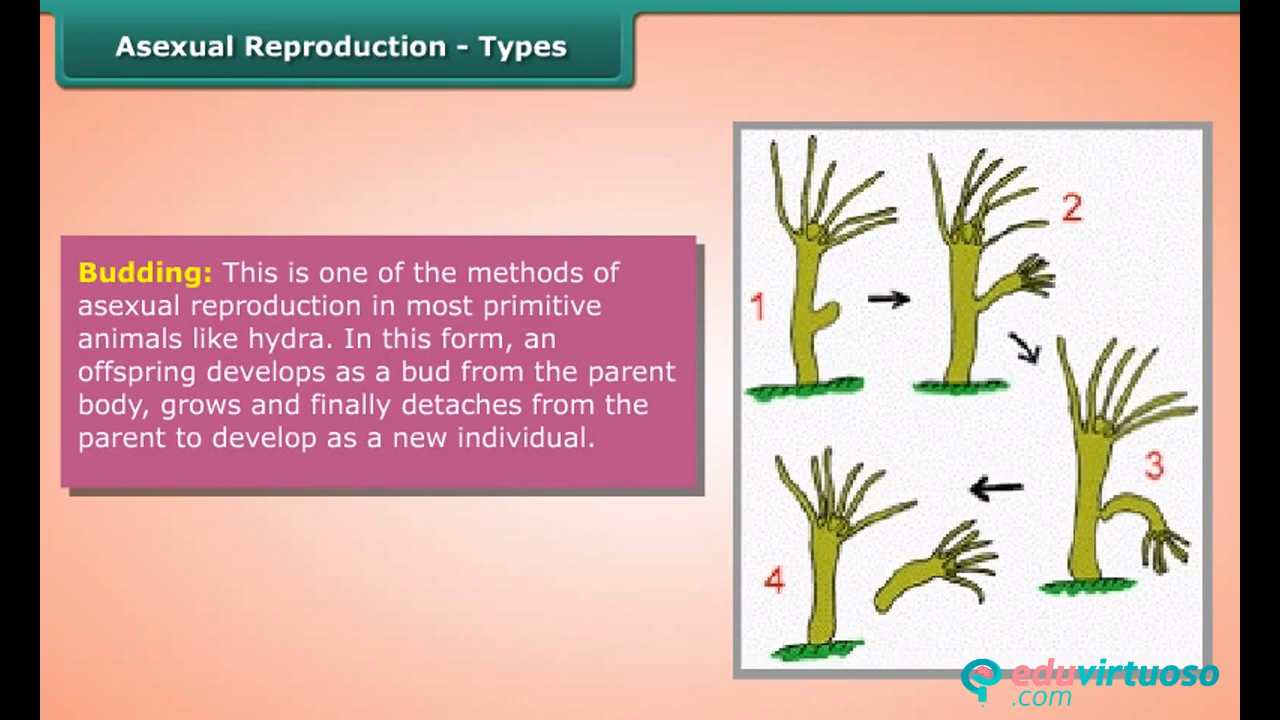 Asexual Reproduction - Types
Budding: This is one of the methods of
asexual reproduction in most primitive
animals like hydra. In this form, an
offspring develops as a bud from the parent
body, grows and finally detaches from the
parent to develop as a new individual.
1
2
3
4
eduvirtuoso
.com